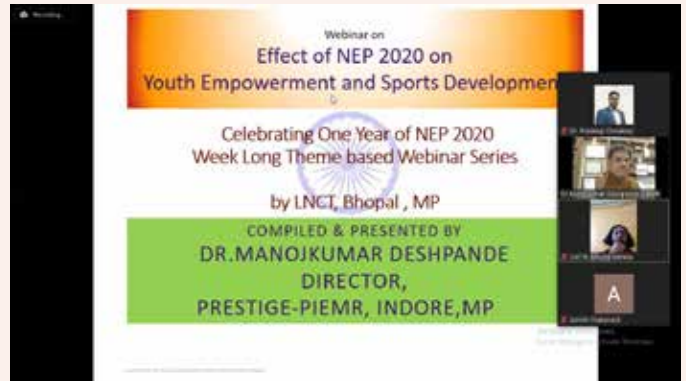 Recording...
Webinar on
Effect of NEP 2020 on
Youth Empowerment and Sports Development
Celebrating One Year of NEP 2020
Week Long Theme based Webinar Series
by LNCT, Bhopal , MP
COMPILED & PRESENTED BY
DR.MANOJKUMAR DESHPANDE
DIRECTOR,
PRESTIGE-PIEMR, INDORE,MP
A